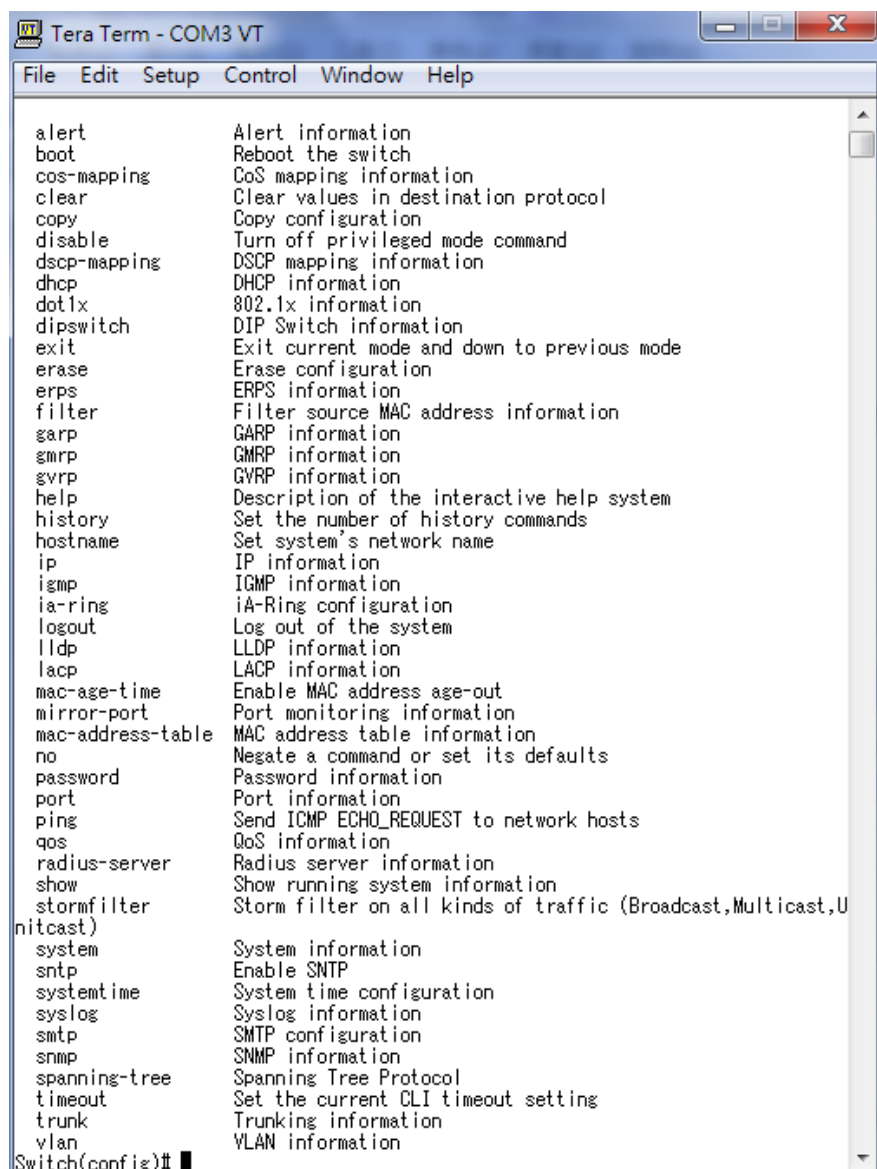 Tera Term - COM3 VT
File Edit Setup Control Window Help
alert Alert information
boot Reboot the switch
cos-mapping CoS mapping information
clear Clear values in destination protocol
copy Copy configuration
disable Turn off privileged mode command
dscp-mapping DSCP mapping information
dhcp DHCP information
dot1x 802.1x information
dipswitch DIP Switch information
exit Exit current mode and down to previous mode
erase Erase configuration
erps ERPS information
filter Filter source MAC address information
garp GARP information
gmrp GMRP information
gvrp GVRP information
help Description of the interactive help system
history Set the number of history commands
hostname Set system's network name
ip IP information
igmp IGMP information
ia-ring iA-Ring configuration
logout Log out of the system
lldp LLDP information
lacp LACP information
mac-age-time Enable MAC address age-out
mirror-port Port monitoring information
mac-address-table MAC address table information
no Negate a command or set its defaults
password Password information
port Port information
ping Send ICMP ECHO_REQUEST to network hosts
qos QoS information
radius-server Radius server information
show Show running system information
stormfilter Storm filter on all kinds of traffic (Broadcast,Multicast,U
nitcast)
system System information
sntp Enable SNTP
systemtime System time configuration
syslog Syslog information
smtp SMTP configuration
snmp SNMP information
spanning-tree Spanning Tree Protocol
timeout Set the current CLI timeout setting
trunk Trunking information
vlan VLAN information
Switch(config)#